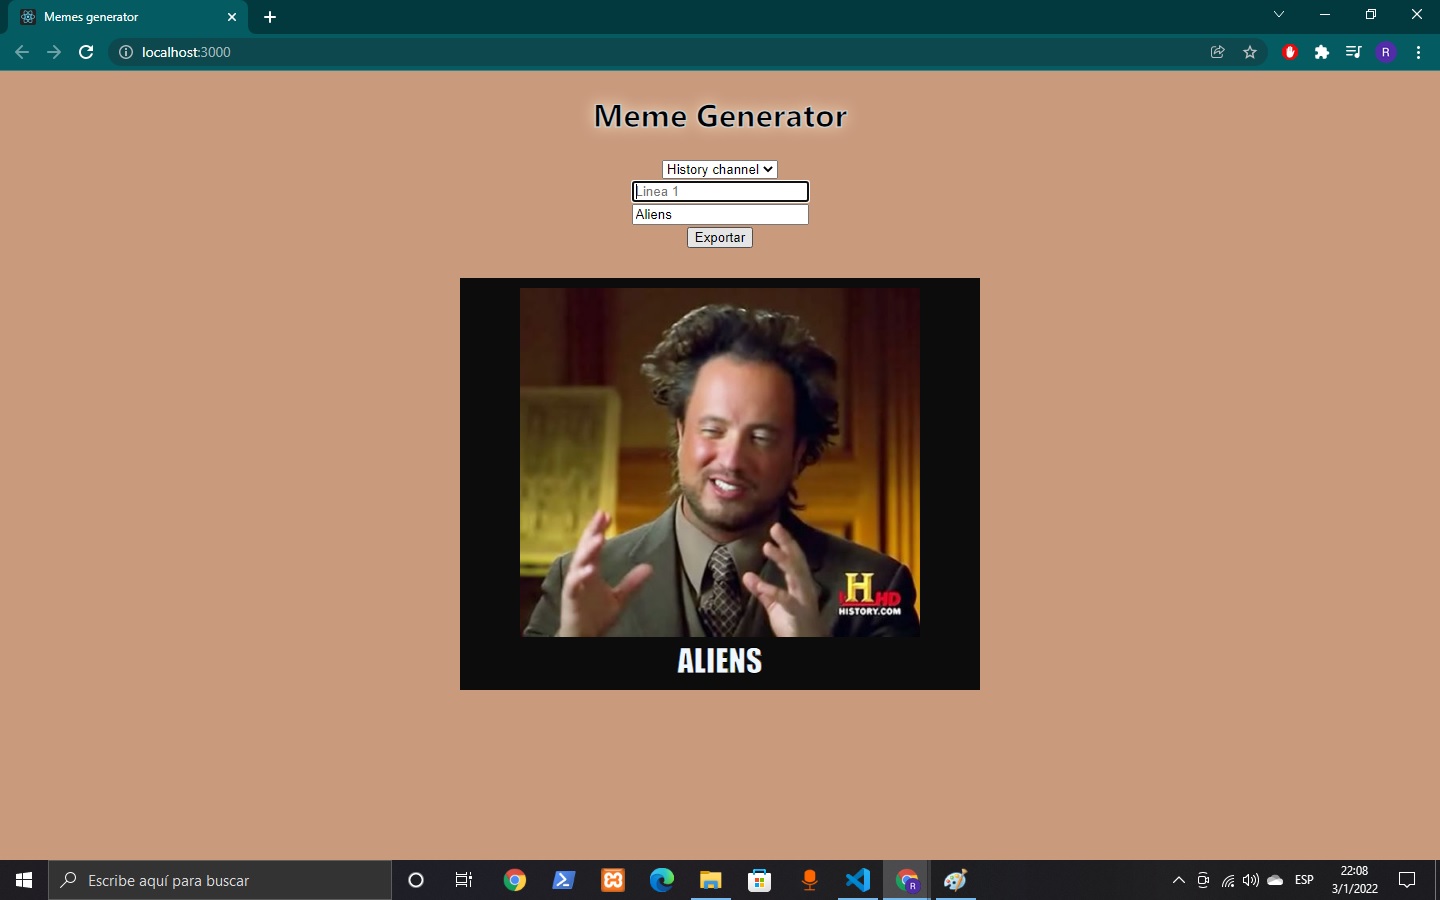 Memes generator
localhost:3000
R
Meme Generator
History channel
Linea 1
Aliens
Exportar
H HD
HISTORY.COM
ALIENS
Escribe aquí para buscar
R
ESP
22:08
3/1/2022